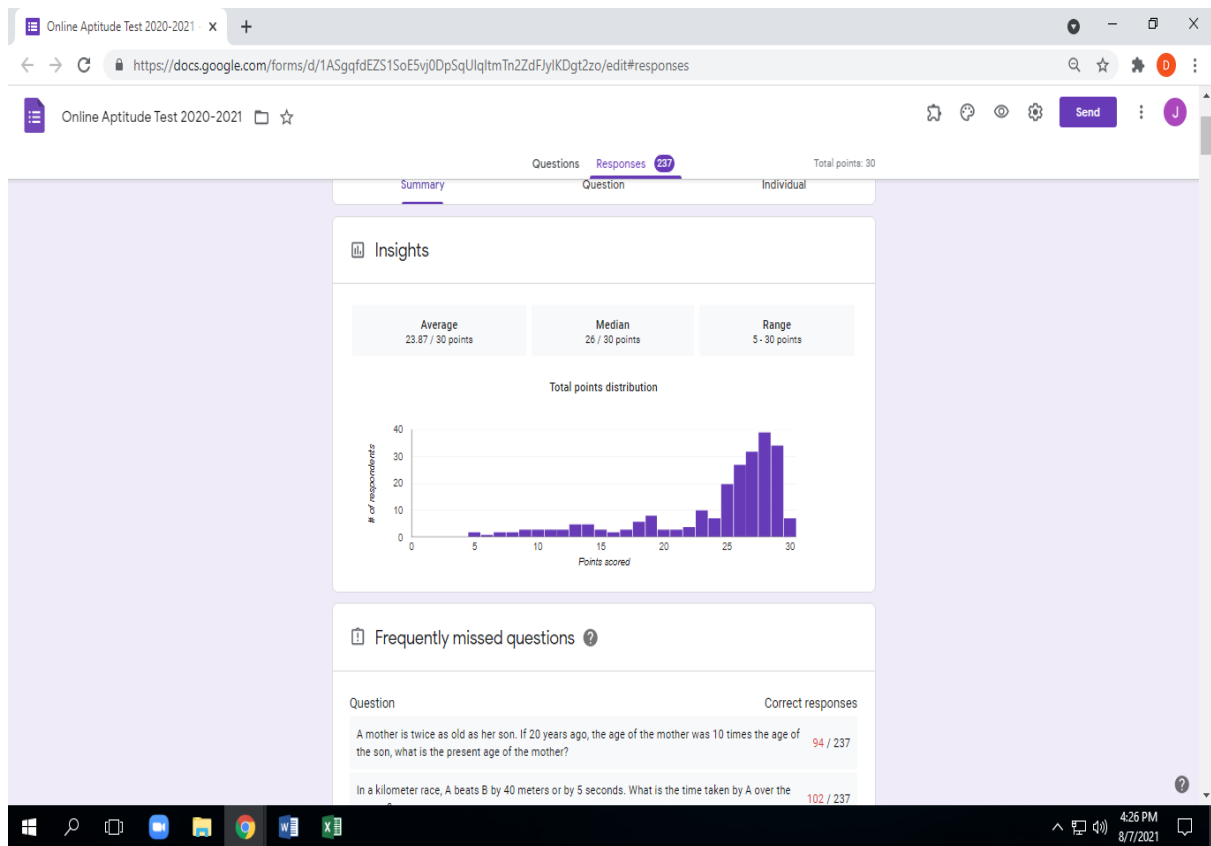 Online Aptitude Test 2020-2021 -
https://docs.google.com/forms/d/1ASgqfdEZS1SoE5vj0DpSqUlqltmTn2ZdFJylKDgt2zo/edit#responses
D
Online Aptitude Test 2020-2021
Send
J
Questions Responses 237
Total points: 30
Summary Question Individual
Insights
Average Median Range
23.87 / 30 points 26 / 30 points 5 - 30 points
Total points distribution
# of respondents
40
30
20
10
0
0 5 10 15 20 25 30
Points scored
Frequently missed questions
Question Correct responses
A mother is twice as old as her son. If 20 years ago, the age of the mother was 10 times the age of
the son, what is the present age of the mother?
94 / 237
In a kilometer race, A beats B by 40 meters or by 5 seconds. What is the time taken by A over the
102 / 237
4:26 PM
8/7/2021